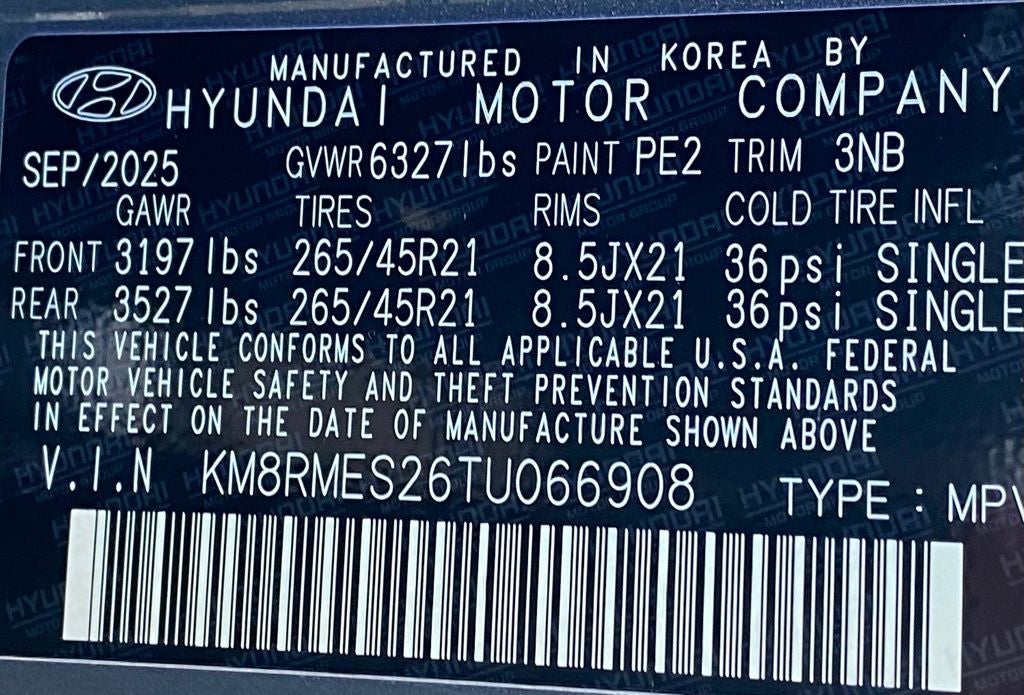 MANUFACTURED IN KOREA BY
HYUNDAI MOTOR COMPANY
SEP/2025 GVWR 6327lbs PAINT PE2 TRIM 3NB
GAWR TIRES RIMS COLD TIRE INFL
FRONT 3197lbs 265/45R21 8.5JX21 36psi SINGLE
REAR 3527lbs 265/45R21 8.5JX21 36psi SINGLE
THIS VEHICLE CONFORMS TO ALL APPLICABLE U.S.A. FEDERAL
MOTOR VEHICLE SAFETY AND THEFT PREVENTION STANDARDS
IN EFFECT ON THE DATE OF MANUFACTURE SHOWN ABOVE
V.I.N KM8RMES26TU066908 TYPE : MPV